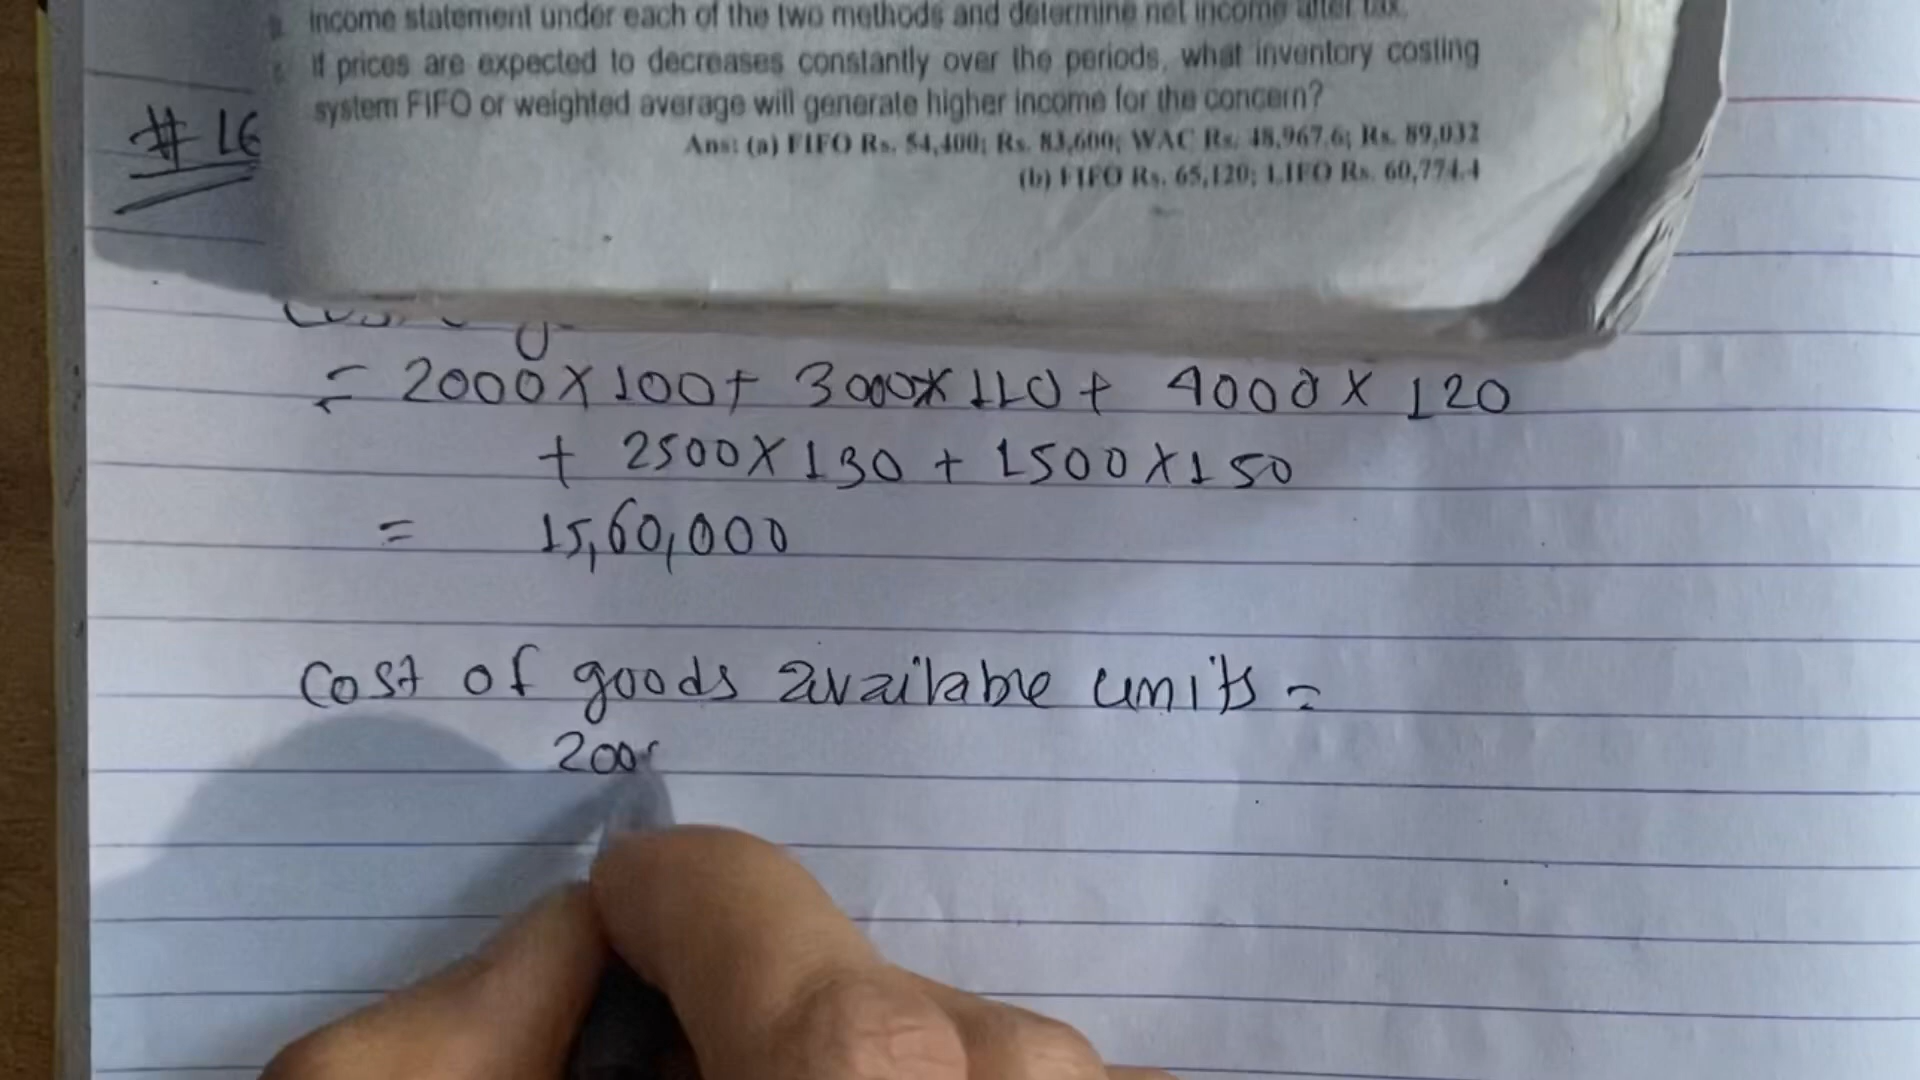 income statement under each of the two methods and determine net income after tax.
If prices are expected to decreases constantly over the periods, what inventory costing
system FIFO or weighted average will generate higher income for the concern?
Ans: (a) FIFO Rs. 54,400; Rs. 83,600; WAC Rs. 48,967.6; Rs. 89,032
(b) FIFO Rs. 65,120; LIFO Rs. 60,774.4
# 16
= 2000 X 100 + 3000 X 110 + 4000 X 120
+ 2500 X 130 + 1500 X 150
= 15,60,000
Cost of goods available units =
200